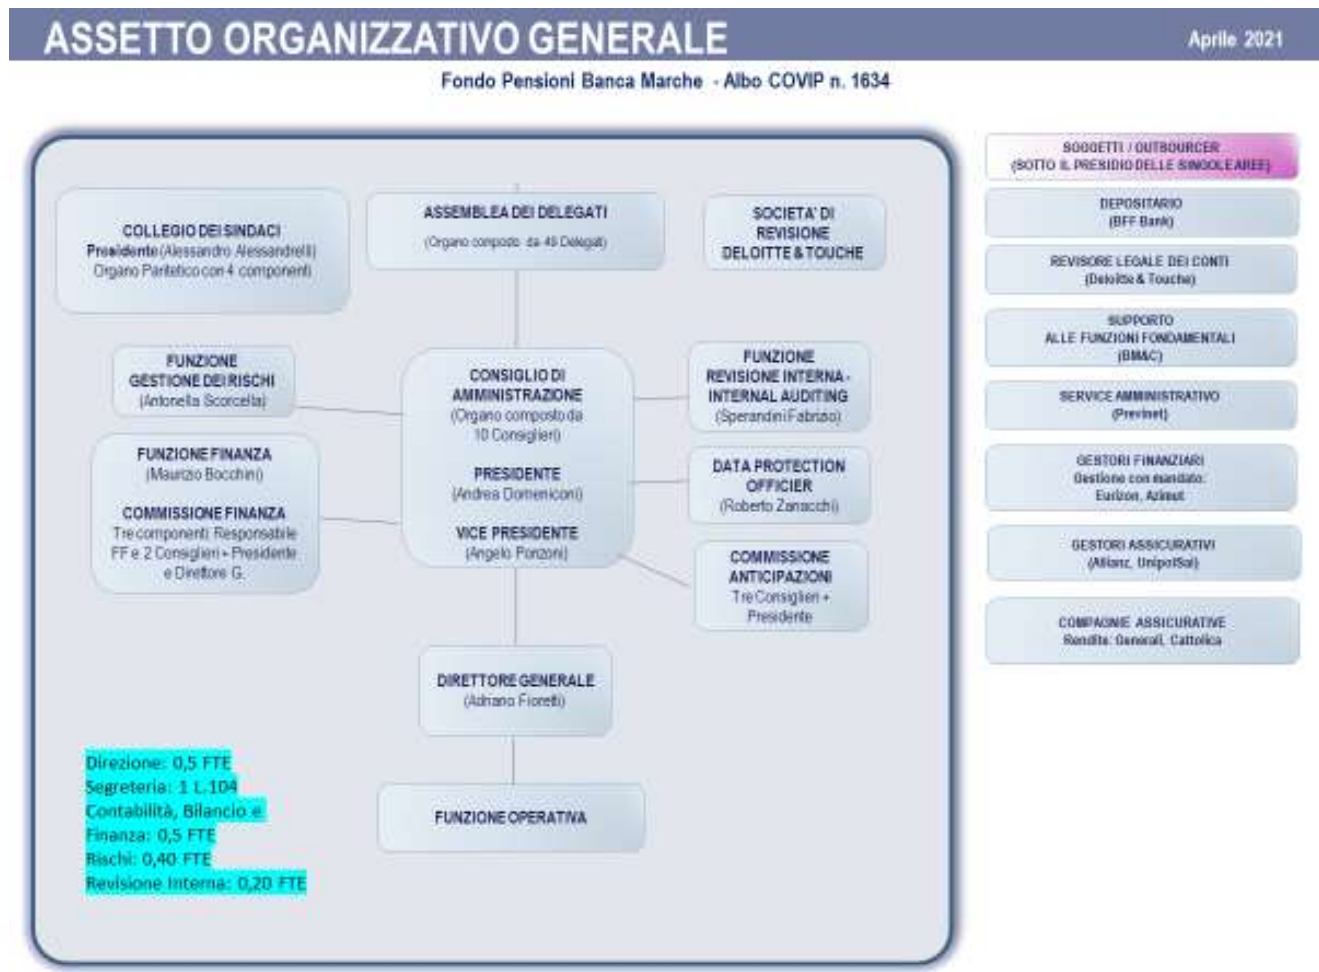 ASSETTO ORGANIZZATIVO GENERALE
Aprile 2021
Fondo Pensioni Banca Marche - Albo COVIP n. 1634
COLLEGIO DEI SINDACI
Presidente (Alessandro Alessandrelli)
Organo Paritetico con 4 componenti
ASSEMBLEA DEI DELEGATI
(Organo composto da Delegati)
SOCIETA' DI
REVISIONE
DELOITTE & TOUCHE
FUNZIONE
GESTIONE DEI RISCHI
(Antonella Scorcella)
FUNZIONE FINANZA
(Maurizio Bocchini)
COMMISSIONE FINANZA
Tre componenti: Responsabile
FF e 2 Consiglieri + Presidente
e Direttore G.
CONSIGLIO DI
AMMINISTRAZIONE
(Organo composto da
10 Consiglieri)
PRESIDENTE
(Andrea Domeniconi)
VICE PRESIDENTE
(Angelo Ponzoni)
FUNZIONE
REVISIONE INTERNA -
INTERNAL AUDITING
(Sperandini Fabrizio)
DATA PROTECTION
OFFICIER
(Roberto Zanacchi)
COMMISSIONE
ANTICIPAZIONI
Tre Consiglieri +
Presidente
DIRETTORE GENERALE
(Adriano Fioretti)
FUNZIONE OPERATIVA
Direzione: 0,5 FTE
Segreteria: 1 L.104
Contabilità, Bilancio e
Finanza: 0,5 FTE
Rischi: 0,40 FTE
Revisione Interna: 0,20 FTE
SOGGETTI / OUTSOURCER
(SOTTO IL PRESIDIO DELLE SINGOLE AREE)
DEPOSITARIO
(BFF Bank)
REVISORE LEGALE DEI CONTI
(Deloitte & Touche)
SUPPORTO
ALLE FUNZIONI FONDAMENTALI
(BM&C)
SERVICE AMMINISTRATIVO
(Previnet)
GESTORI FINANZIARI
Gestione con mandato:
Eurizon, Azimut
GESTORI ASSICURATIVI
(Allianz, UnipolSai)
COMPAGNIE ASSICURATIVE
Rendite: Generali, Cattolica